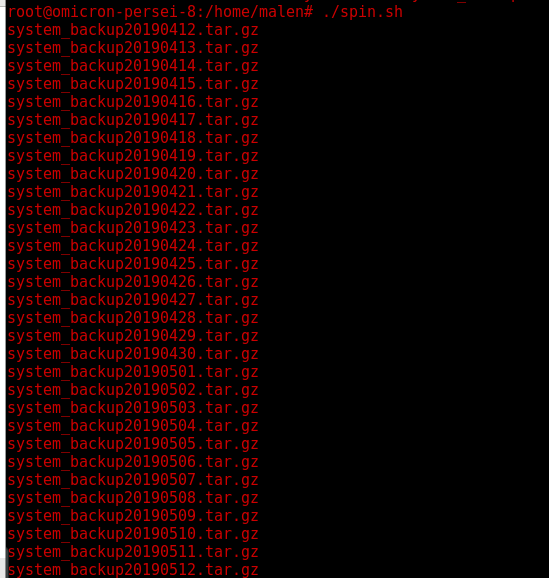 root@omicron-persei-8:/home/malen# ./spin.sh
system_backup20190412.tar.gz
system_backup20190413.tar.gz
system_backup20190414.tar.gz
system_backup20190415.tar.gz
system_backup20190416.tar.gz
system_backup20190417.tar.gz
system_backup20190418.tar.gz
system_backup20190419.tar.gz
system_backup20190420.tar.gz
system_backup20190421.tar.gz
system_backup20190422.tar.gz
system_backup20190423.tar.gz
system_backup20190424.tar.gz
system_backup20190425.tar.gz
system_backup20190426.tar.gz
system_backup20190427.tar.gz
system_backup20190428.tar.gz
system_backup20190429.tar.gz
system_backup20190430.tar.gz
system_backup20190501.tar.gz
system_backup20190502.tar.gz
system_backup20190503.tar.gz
system_backup20190504.tar.gz
system_backup20190505.tar.gz
system_backup20190506.tar.gz
system_backup20190507.tar.gz
system_backup20190508.tar.gz
system_backup20190509.tar.gz
system_backup20190510.tar.gz
system_backup20190511.tar.gz
system_backup20190512.tar.gz